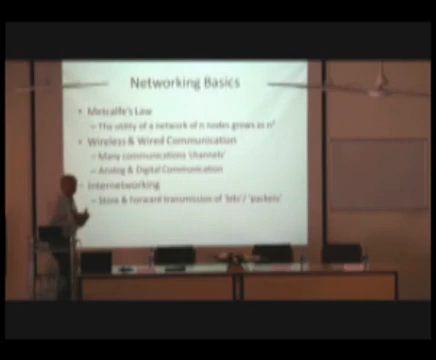 Networking Basics
• Metcalfe's Law
– The utility of a network of n nodes grows as n²
• Wireless & Wired Communication
– Many communications 'channels'
– Analog & Digital Communication
• Internetworking
– Store & Forward transmission of 'bits'/ 'packets'